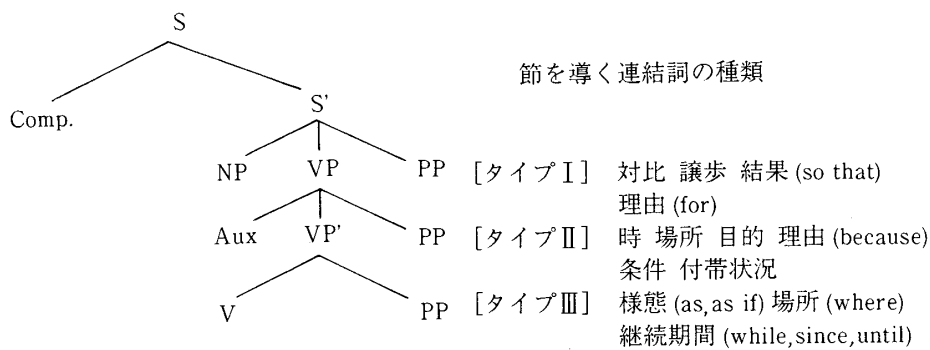 S
節を導く連結詞の種類
Comp. S'
NP VP PP [タイプⅠ] 対比 譲歩 結果 (so that)
理由 (for)
Aux VP' PP [タイプⅡ] 時 場所 目的 理由 (because)
条件 付帯状況
V PP [タイプⅢ] 様態 (as,as if) 場所 (where)
継続期間 (while,since,until)